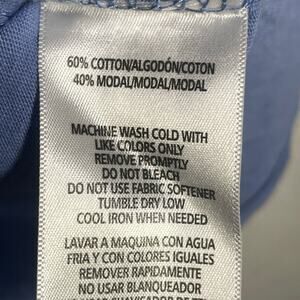 60% COTTON/ALGODÓN/COTON
40% MODAL/MODAL/MODAL
MACHINE WASH COLD WITH
LIKE COLORS ONLY
REMOVE PROMPTLY
DO NOT BLEACH
DO NOT USE FABRIC SOFTENER
TUMBLE DRY LOW
COOL IRON WHEN NEEDED
LAVAR A MAQUINA CON AGUA
FRIA Y CON COLORES IGUALES
REMOVER RAPIDAMENTE
NO USAR BLANQUEADOR